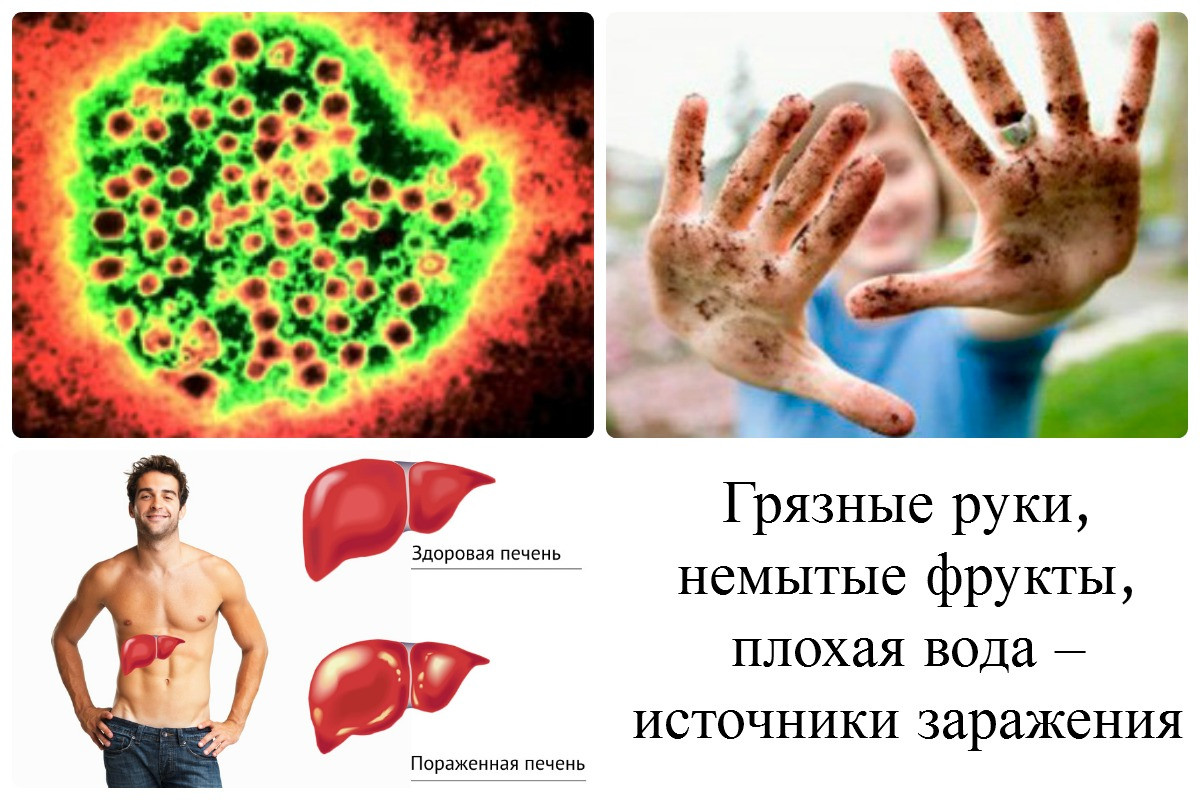 Здоровая печень
Пораженная печень
Грязные руки,
немытые фрукты,
плохая вода –
источники заражения